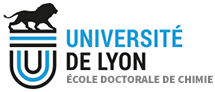 UNIVERSITÉ
DE LYON
ÉCOLE DOCTORALE DE CHIMIE